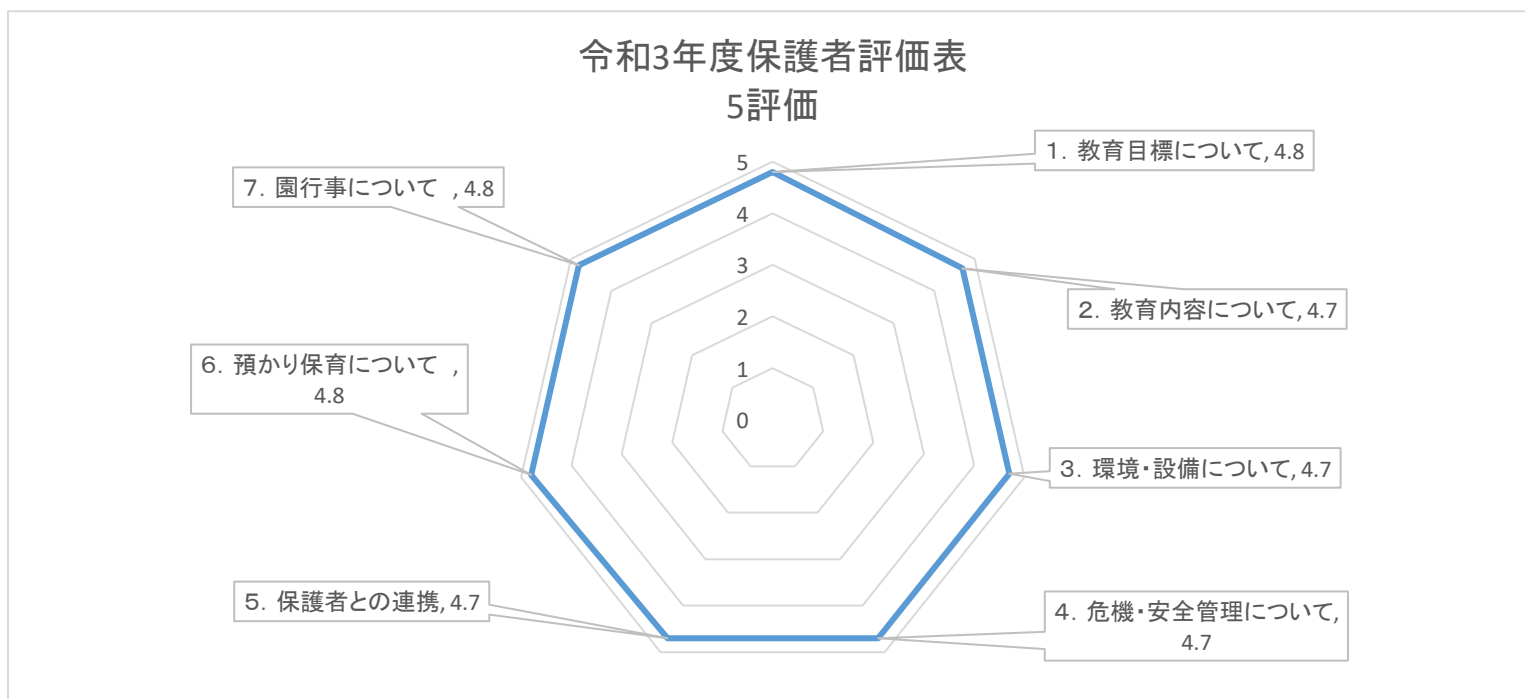 令和3年度保護者評価表
5評価
1．教育目標について, 4.8
2．教育内容について, 4.7
3．環境・設備について, 4.7
4．危機・安全管理について,
4.7
5．保護者との連携, 4.7
6．預かり保育について ,
4.8
7．園行事について , 4.8
5
4
3
2
1
0